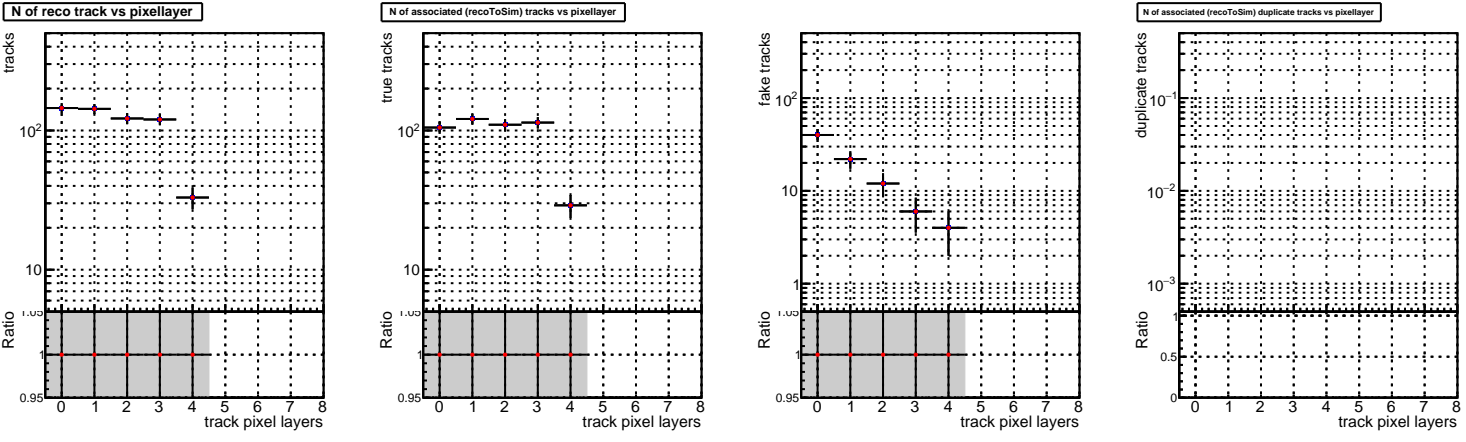 N of reco track vs pixellayer
tracks
10²
10
Ratio
1.05
1
0.95
0 1 2 3 4 5 6 7 8
track pixel layers
N of associated (recoToSim) tracks vs pixellayer
true tracks
10²
10
Ratio
1.05
1
0.95
0 1 2 3 4 5 6 7 8
track pixel layers
fake tracks
10²
10
1
Ratio
1.05
1
0.95
0 1 2 3 4 5 6 7 8
track pixel layers
N of associated (recoToSim) duplicate tracks vs pixellayer
duplicate tracks
10⁻¹
10⁻²
10⁻³
Ratio
1
0.5
0
0 1 2 3 4 5 6 7 8
track pixel layers